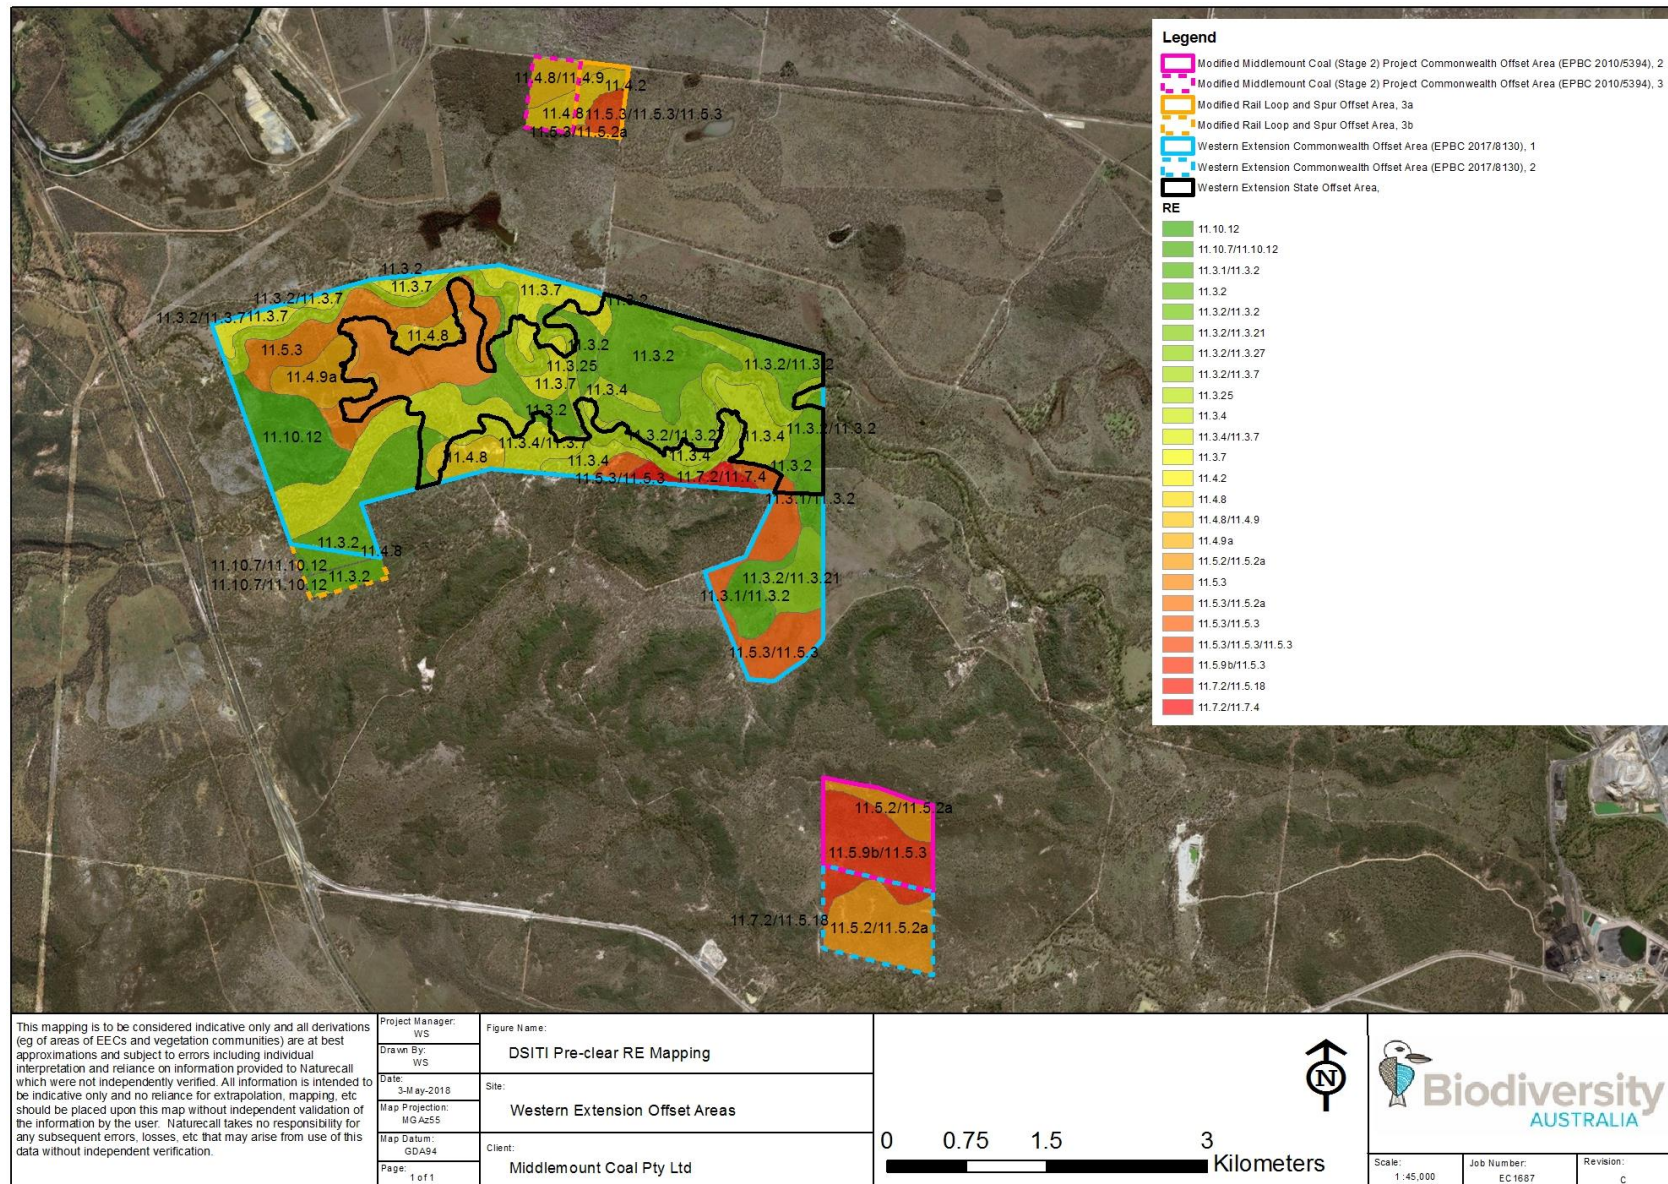 11.4.8/11.4.9
11.4.2
11.4.8
11.5.3/11.5.3/11.5.3
11.5.3/11.5.2a
11.3.2
11.3.7
11.3.7
11.3.2/11.3.7
11.3.2
11.3.2/11.3.7
11.3.7
11.4.8
11.5.3
11.3.2
11.3.2
11.3.2/11.3.2
11.3.25
11.4.9a
11.3.7
11.3.4
11.3.2
11.10.12
11.3.4/11.3.7
11.3.2/11.3.27
11.3.4
11.3.2/11.3.2
11.4.8
11.3.4
11.3.4
11.3.2
11.5.3/11.5.3
11.7.2/11.7.4
11.3.1/11.3.2
11.3.2
11.4.8
11.10.7/11.10.12
11.10.7/11.10.12
11.3.2
11.3.2/11.3.21
11.3.1/11.3.2
11.5.3/11.5.3
11.5.2/11.5.2a
11.5.9b/11.5.3
11.7.2/11.5.18
11.5.2/11.5.2a
Legend
Modified Middlemount Coal (Stage 2) Project Commonwealth Offset Area (EPBC 2010/5394), 2
Modified Middlemount Coal (Stage 2) Project Commonwealth Offset Area (EPBC 2010/5394), 3
Modified Rail Loop and Spur Offset Area, 3a
Modified Rail Loop and Spur Offset Area, 3b
Western Extension Commonwealth Offset Area (EPBC 2017/8130), 1
Western Extension Commonwealth Offset Area (EPBC 2017/8130), 2
Western Extension State Offset Area,
RE
11.10.12
11.10.7/11.10.12
11.3.1/11.3.2
11.3.2
11.3.2/11.3.2
11.3.2/11.3.21
11.3.2/11.3.27
11.3.2/11.3.7
11.3.25
11.3.4
11.3.4/11.3.7
11.3.7
11.4.2
11.4.8
11.4.8/11.4.9
11.4.9a
11.5.2/11.5.2a
11.5.3
11.5.3/11.5.2a
11.5.3/11.5.3
11.5.3/11.5.3/11.5.3
11.5.9b/11.5.3
11.7.2/11.5.18
11.7.2/11.7.4
This mapping is to be considered indicative only and all derivations
(eg of areas of EECs and vegetation communities) are at best
approximations and subject to errors including individual
interpretation and reliance on information provided to Naturecall
which were not independently verified. All information is intended to
be indicative only and no reliance for extrapolation, mapping, etc
should be placed upon this map without independent validation of
the information by the user. Naturecall takes no responsibility for
any subsequent errors, losses, etc that may arise from use of this
data without independent verification.
Project Manager:
WS
Drawn By:
WS
Date:
3-May-2018
Map Projection:
MGAz55
Map Datum:
GDA94
Page:
1 of 1
Figure Name:
DSITI Pre-clear RE Mapping
Site:
Western Extension Offset Areas
Client:
Middlemount Coal Pty Ltd
0 0.75 1.5 3
Kilometers
N
Biodiversity
AUSTRALIA
Scale:
1:45,000
Job Number:
EC1687
Revision:
C